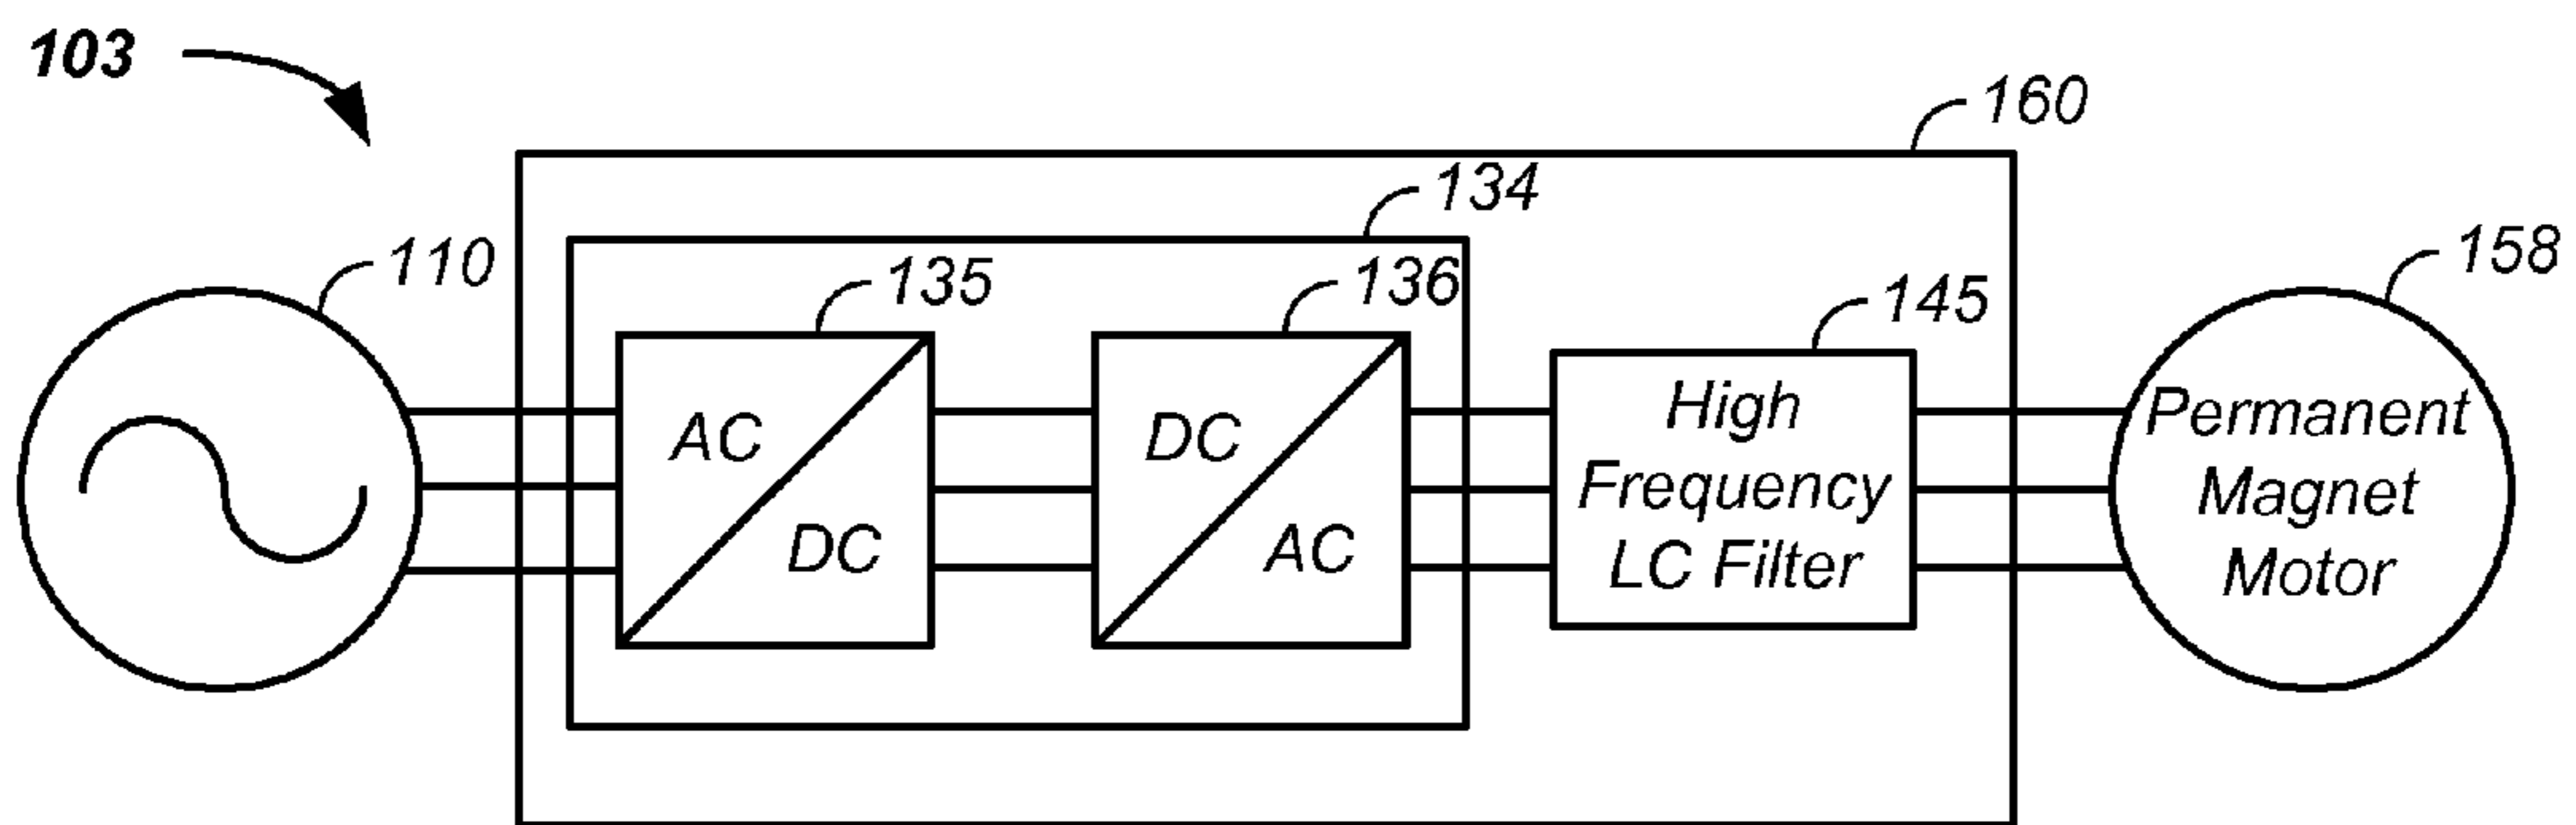 103
160
134
110
135
136
145
158
AC
DC
DC
AC
High
Frequency
LC Filter
Permanent
Magnet
Motor